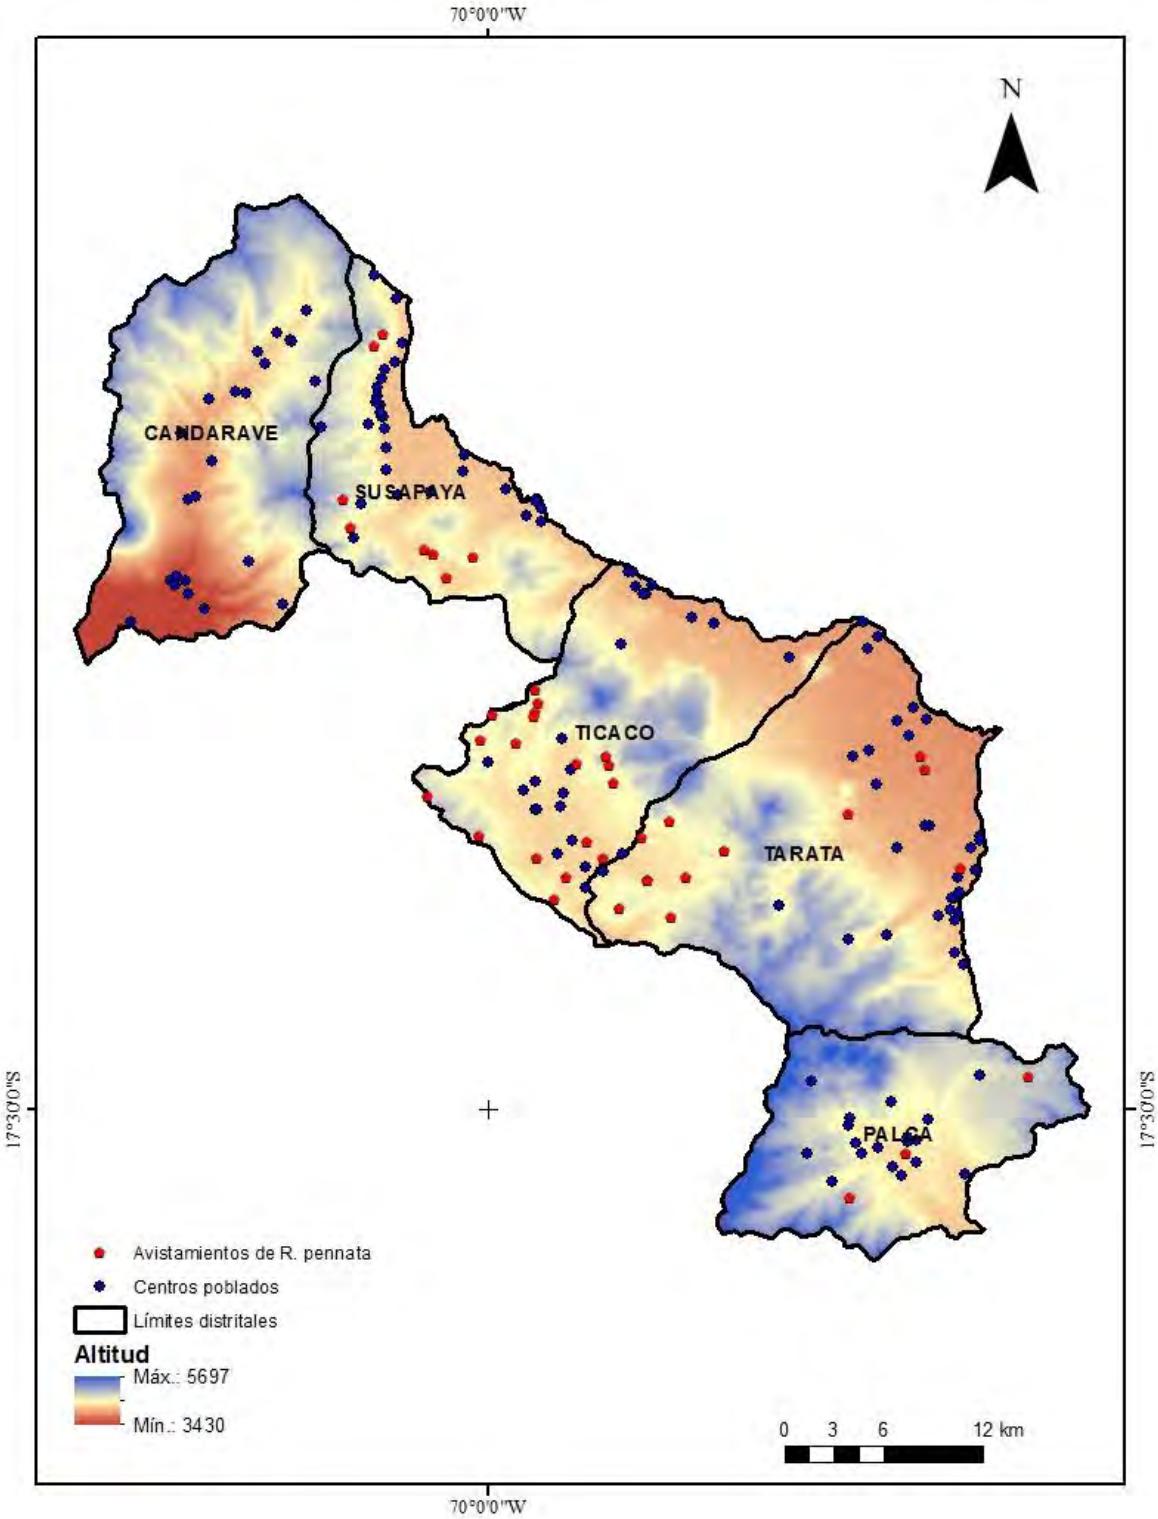 70°0'0"W
N
CANDARAVE
SUSAPAYA
TICACO
TARATA
17°30'0"S
17°30'0"S
PALCA
Avistamientos de R. pennata
Centros poblados
Límites distritales
Altitud
Máx.: 5697
Mín.: 3430
0 3 6 12 km
70°0'0"W